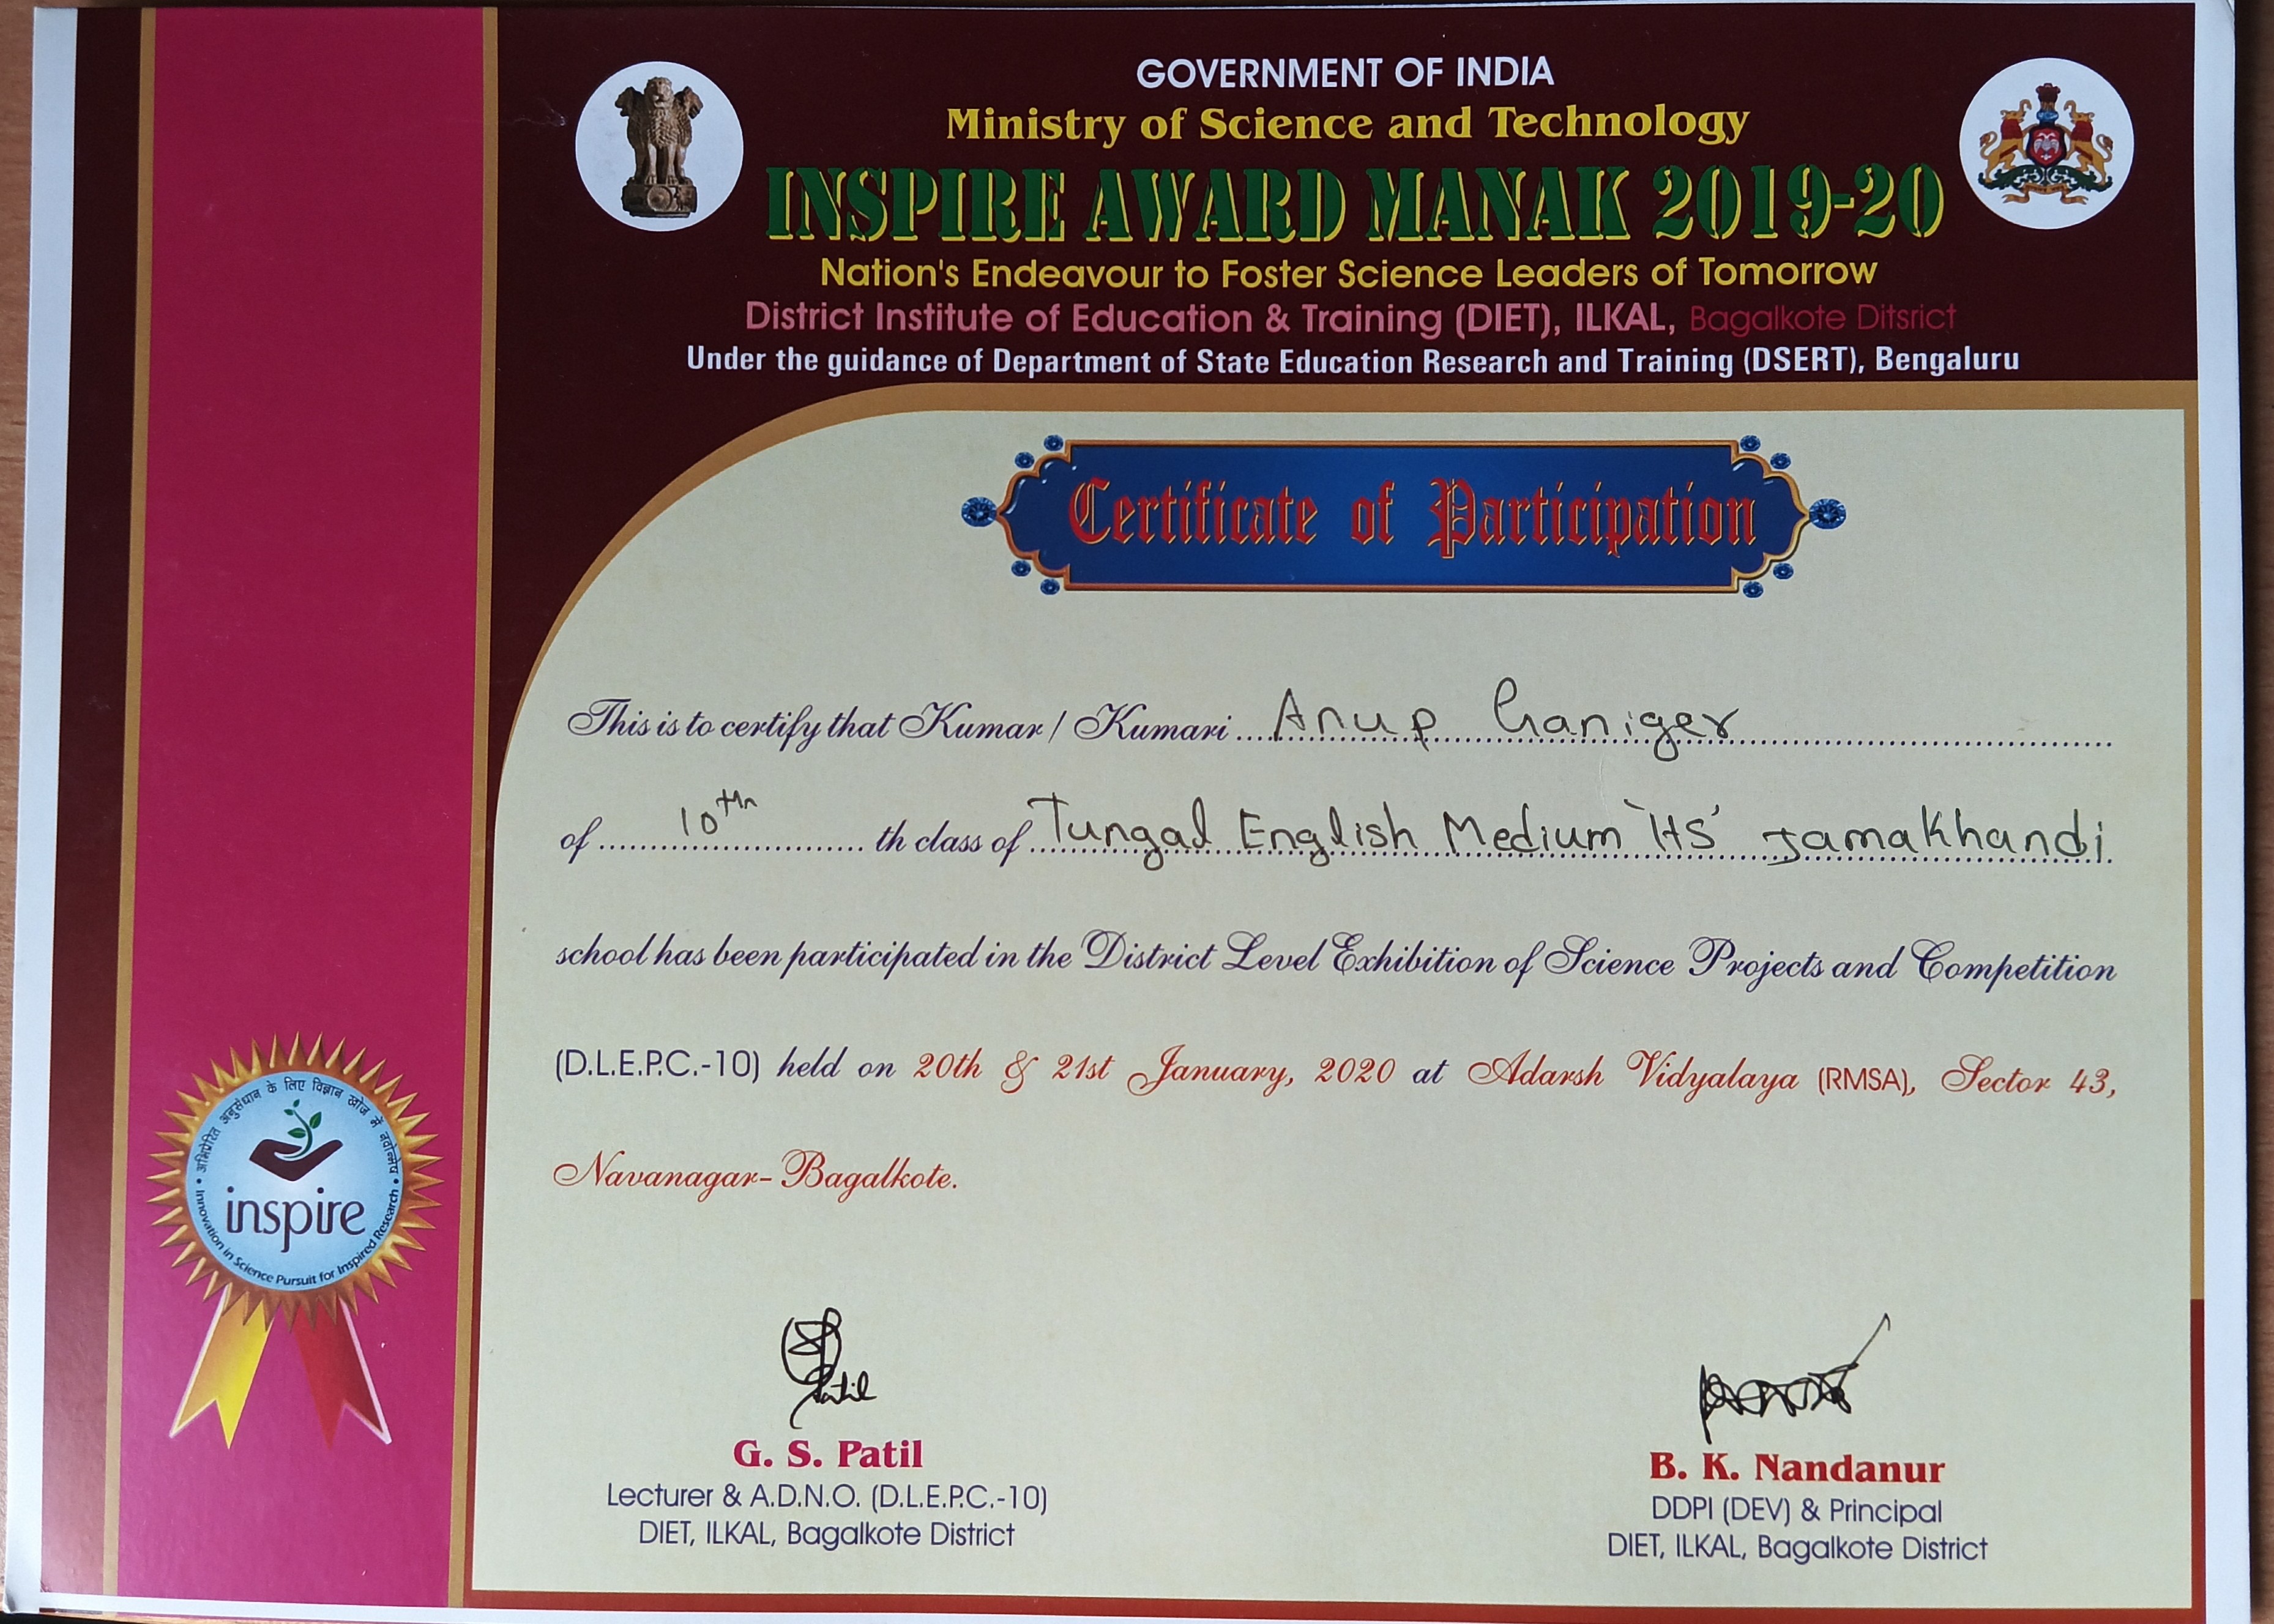 GOVERNMENT OF INDIA
Ministry of Science and Technology
INSPIRE AWARD MANAK 2019-20
Nation's Endeavour to Foster Science Leaders of Tomorrow
District Institute of Education & Training (DIET), ILKAL, Bagalkote Ditsrict
Under the guidance of Department of State Education Research and Training (DSERT), Bengaluru
Certificate of Participation
This is to certify that Kumar / Kumari Anup Ganiger
of 10th th class of Tungal English Medium 'HS' Jamakhandi
school has been participated in the District Level Exhibition of Science Projects and Competition
(D.L.E.P.C.-10) held on 20th & 21st January, 2020 at Adarsh Vidyalaya (RMSA), Sector 43,
Navanagar- Bagalkote.
अभिप्रेरित अनुसंधान के लिए विज्ञान खोज में नवोन्मेष
inspire
Innovation in Science Pursuit for Inspired Research
Patil
G. S. Patil
Lecturer & A.D.N.O. (D.L.E.P.C.-10)
DIET, ILKAL, Bagalkote District
B. K. Nandanur
DDPI (DEV) & Principal
DIET, ILKAL, Bagalkote District